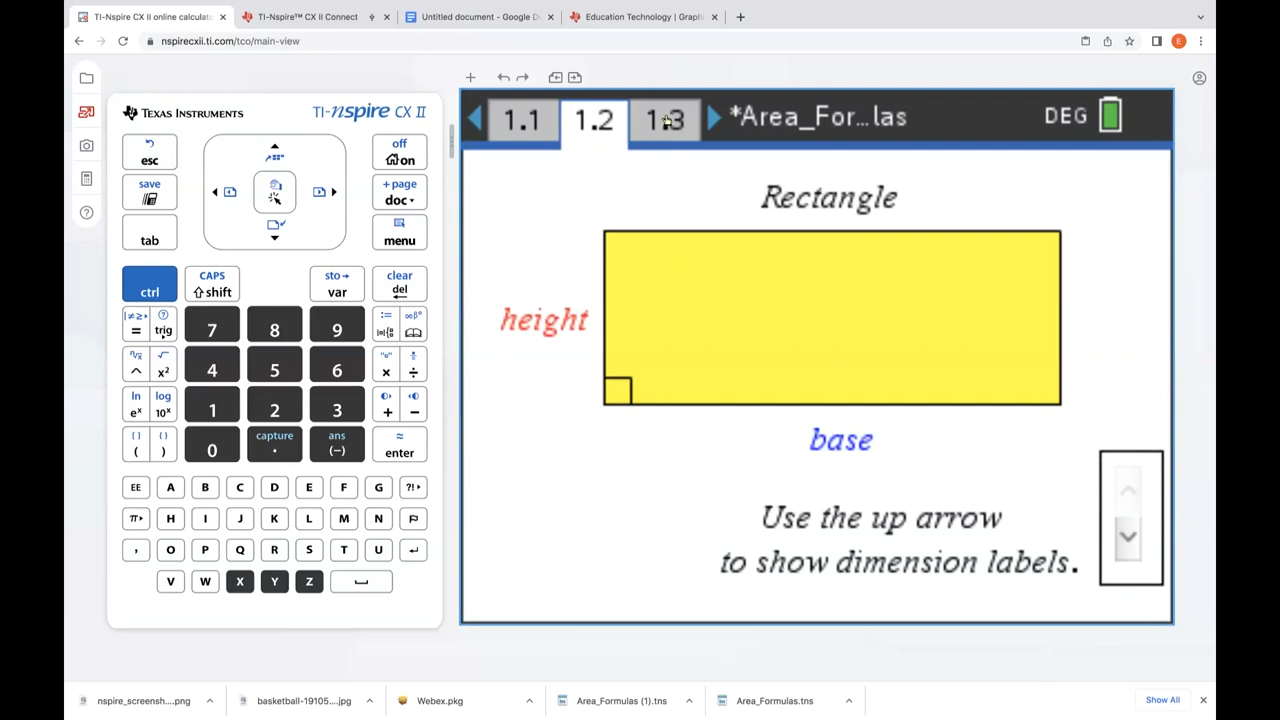 TI-Nspire CX II online calculat
TI-Nspire™ CX II Connect
Untitled document - Google D
Education Technology | Graph
nspirecxii.ti.com/tco/main-view
E
TEXAS INSTRUMENTS
TI-nspire CX II
esc
off
on
save
+ page
doc
tab
menu
ctrl
CAPS
shift
sto→
var
clear
del
|≠≥
=
?
trig
7
8
9
:=
∞β°
ⁿ√x
^
√
x²
4
5
6
"□"
×
÷
ln
eˣ
log
10ˣ
1
2
3
+
−
[ ]
(
( )
)
0
capture
.
ans
(−)
≈
enter
EE
A
B
C
D
E
F
G
?!
π
H
I
J
K
L
M
N
,
O
P
Q
R
S
T
U
V
W
X
Y
Z
1.1
1.2
1.3
*Area_For…las
DEG
Rectangle
height
base
Use the up arrow
to show dimension labels.
nspire_screensh....png
basketball-19105....jpg
Webex.pkg
Area_Formulas (1).tns
Area_Formulas.tns
Show All